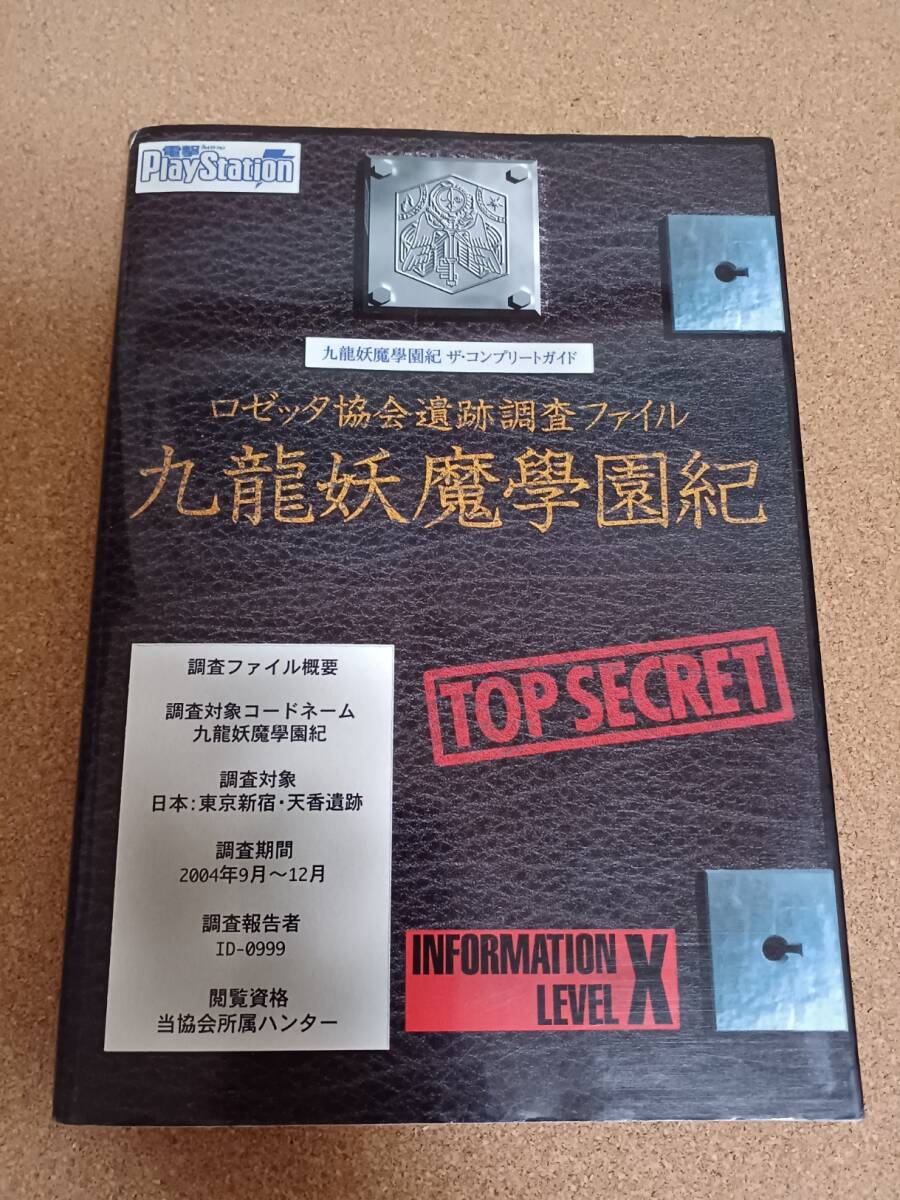 電撃
PlayStation
九龍妖魔學園紀 ザ・コンプリートガイド
ロゼッタ協会遺跡調査ファイル
九龍妖魔學園紀
TOP SECRET
調査ファイル概要
調査対象コードネーム
九龍妖魔學園紀
調査対象
日本:東京新宿・天香遺跡
調査期間
2004年9月～12月
調査報告者
ID-0999
閲覧資格
当協会所属ハンター
INFORMATION
LEVEL X